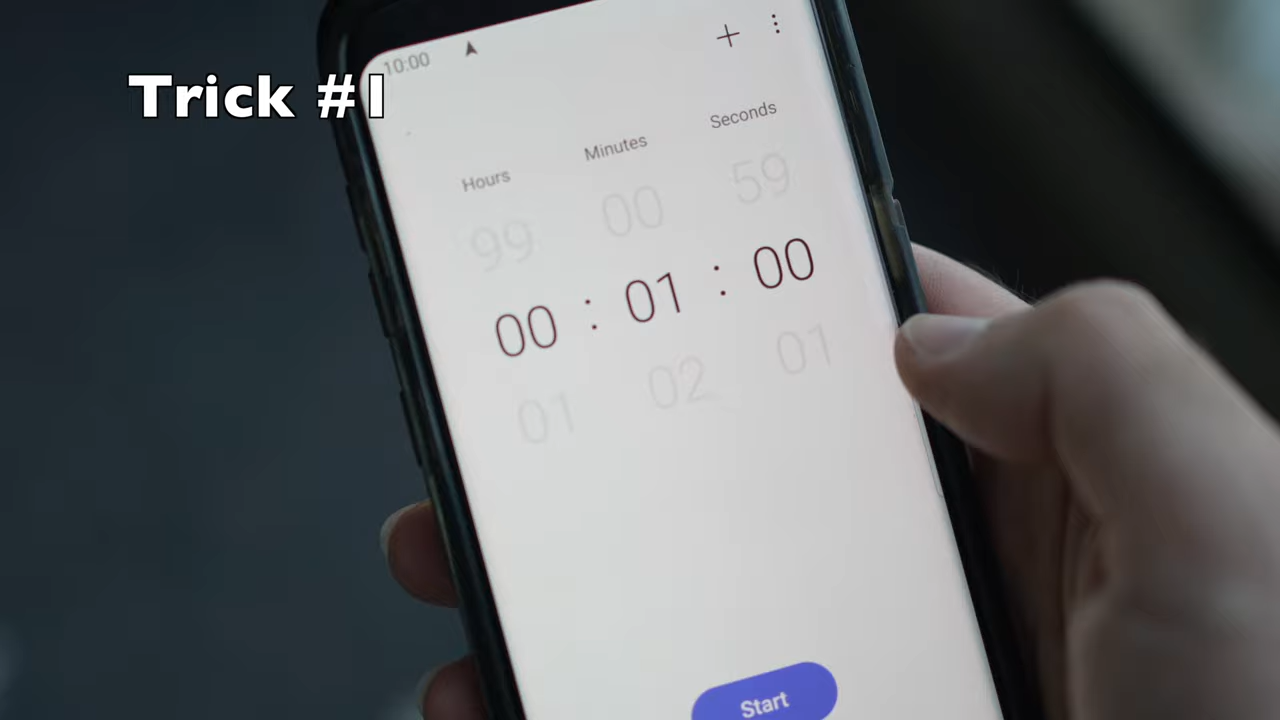 Trick #1
10:00
Hours Minutes Seconds
99 00 59
00 : 01 : 00
01 02 01
Start